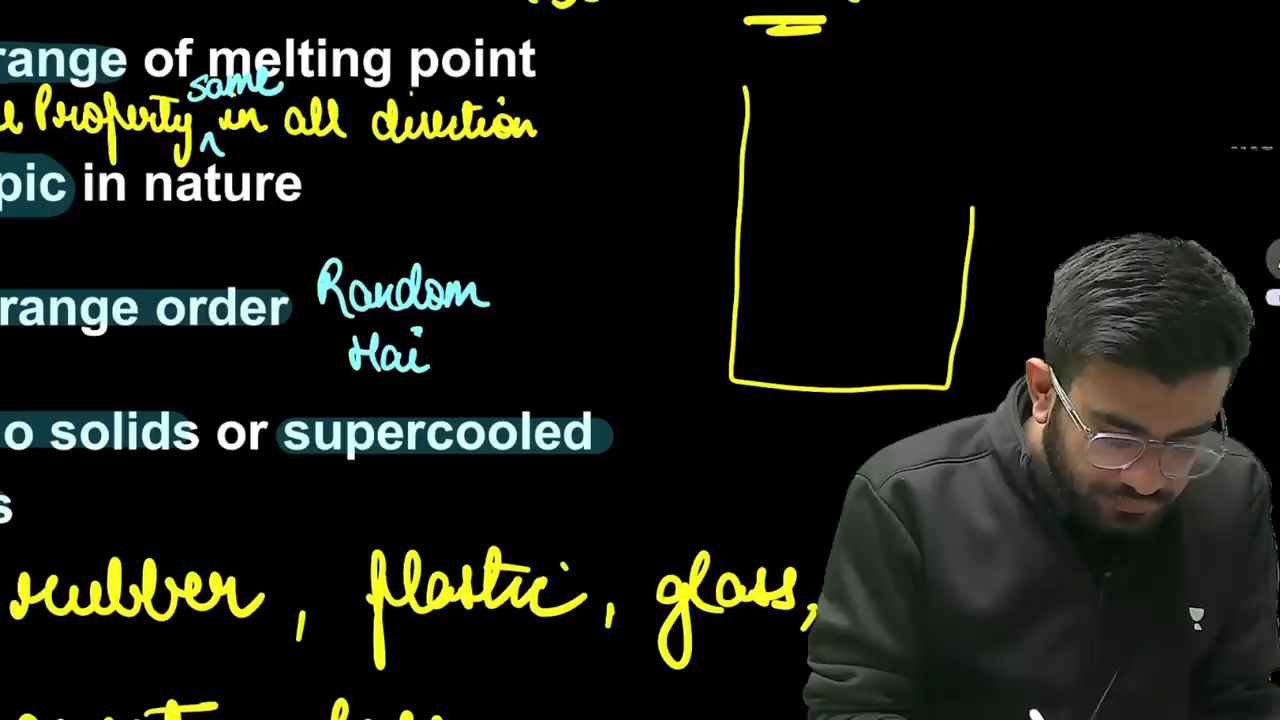 range of melting point
same
Property in all direction
pic in nature
range order Random
Hai
o solids or supercooled
s
rubber, plastic, glass,